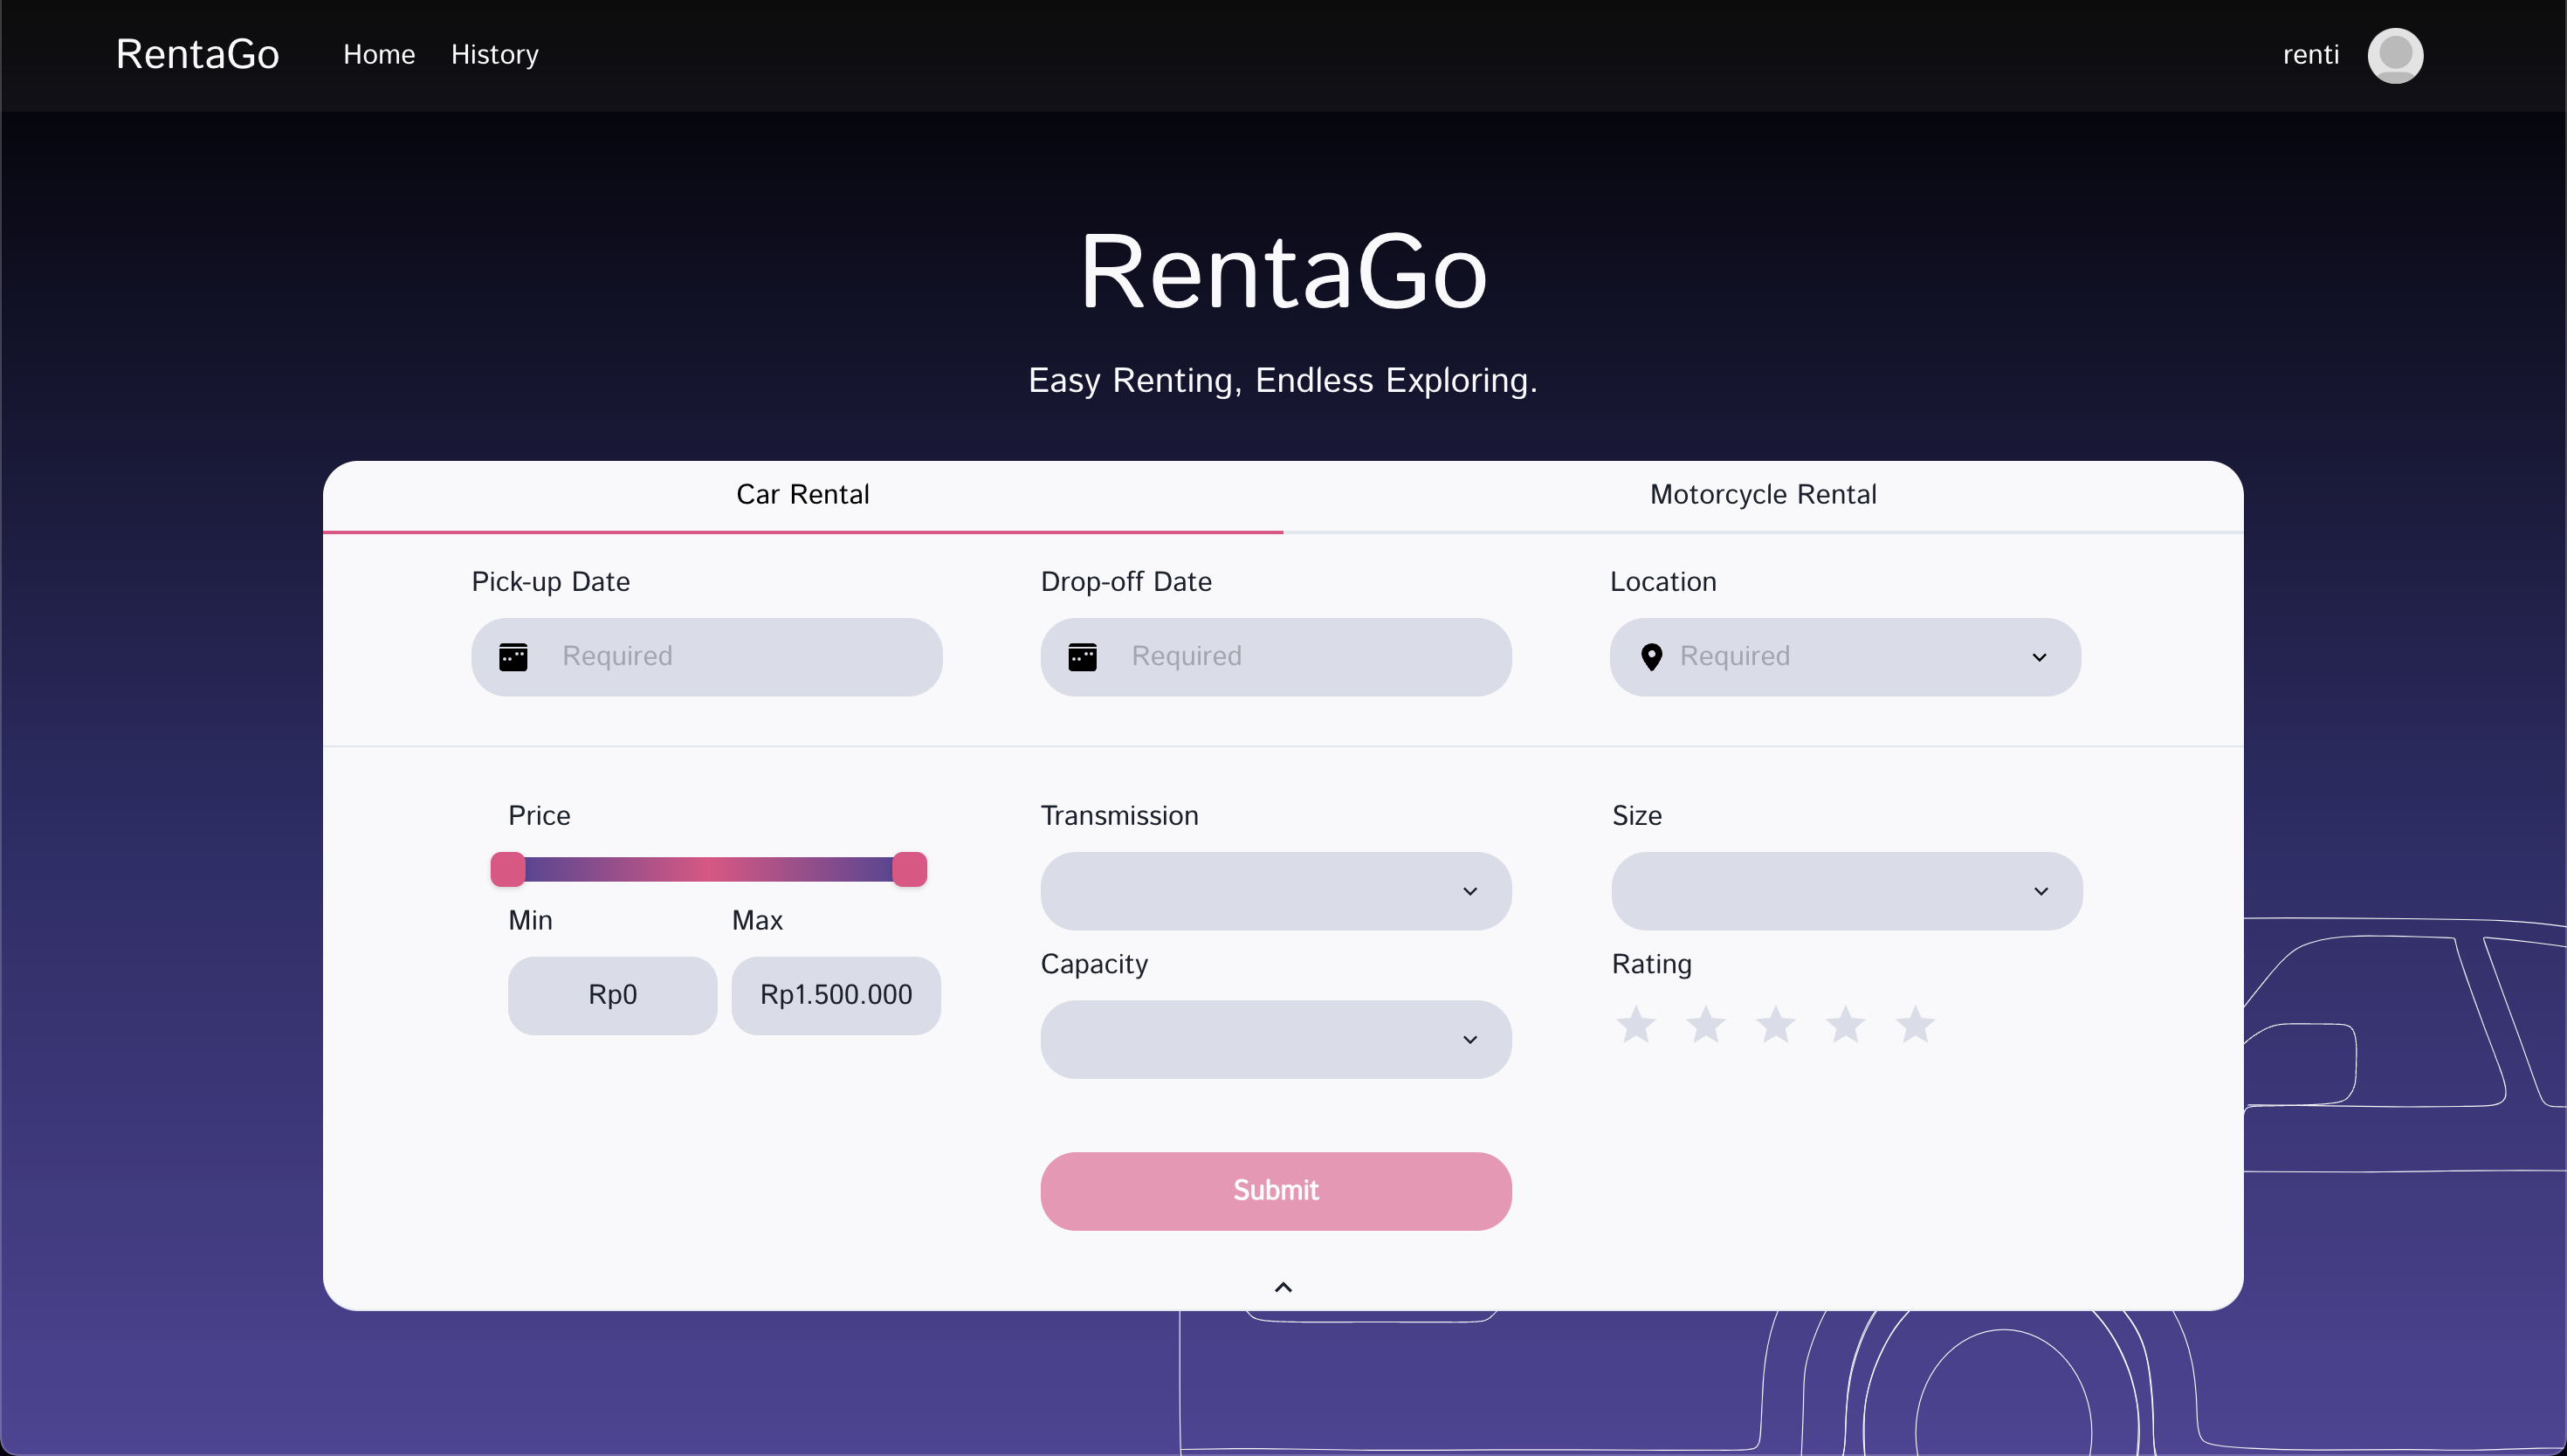 RentaGo Home History renti
RentaGo
Easy Renting, Endless Exploring.
Car Rental Motorcycle Rental
Pick-up Date Drop-off Date Location
Required Required Required
Price Transmission Size
Min Max
Capacity Rating
Rp0 Rp1.500.000
Submit